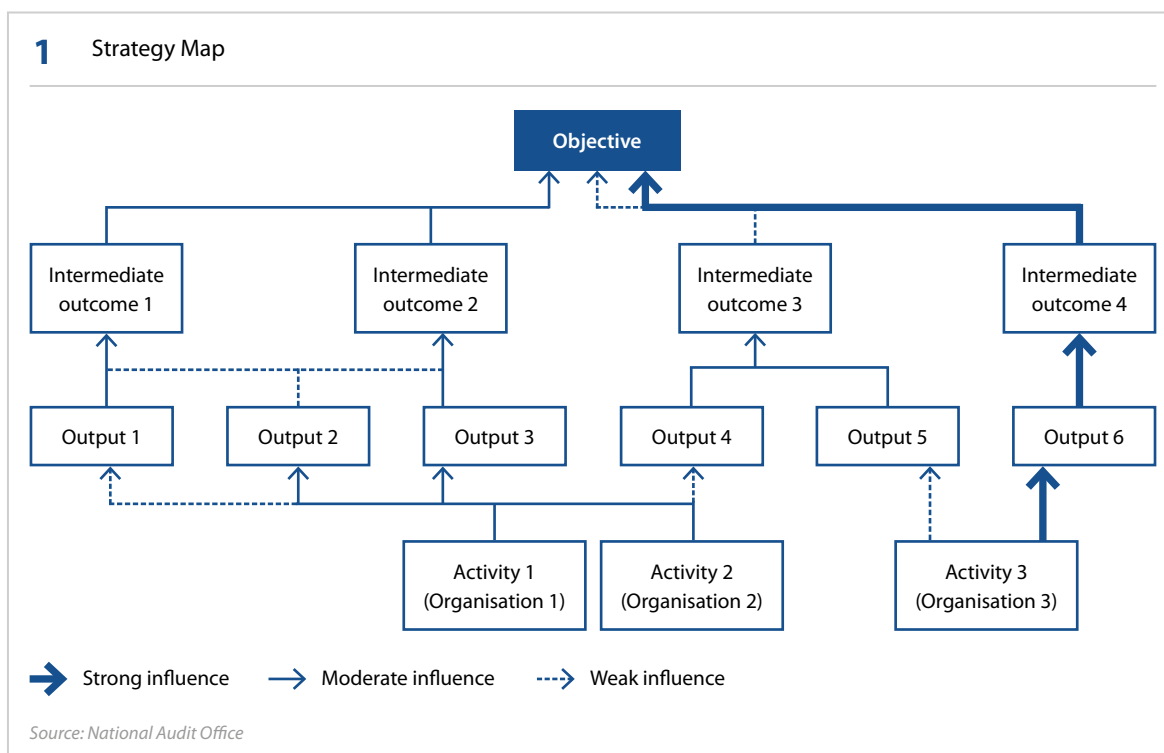 1 Strategy Map
Objective
Intermediate
outcome 1
Intermediate
outcome 2
Intermediate
outcome 3
Intermediate
outcome 4
Output 1
Output 2
Output 3
Output 4
Output 5
Output 6
Activity 1
(Organisation 1)
Activity 2
(Organisation 2)
Activity 3
(Organisation 3)
Strong influence
Moderate influence
Weak influence
Source: National Audit Office